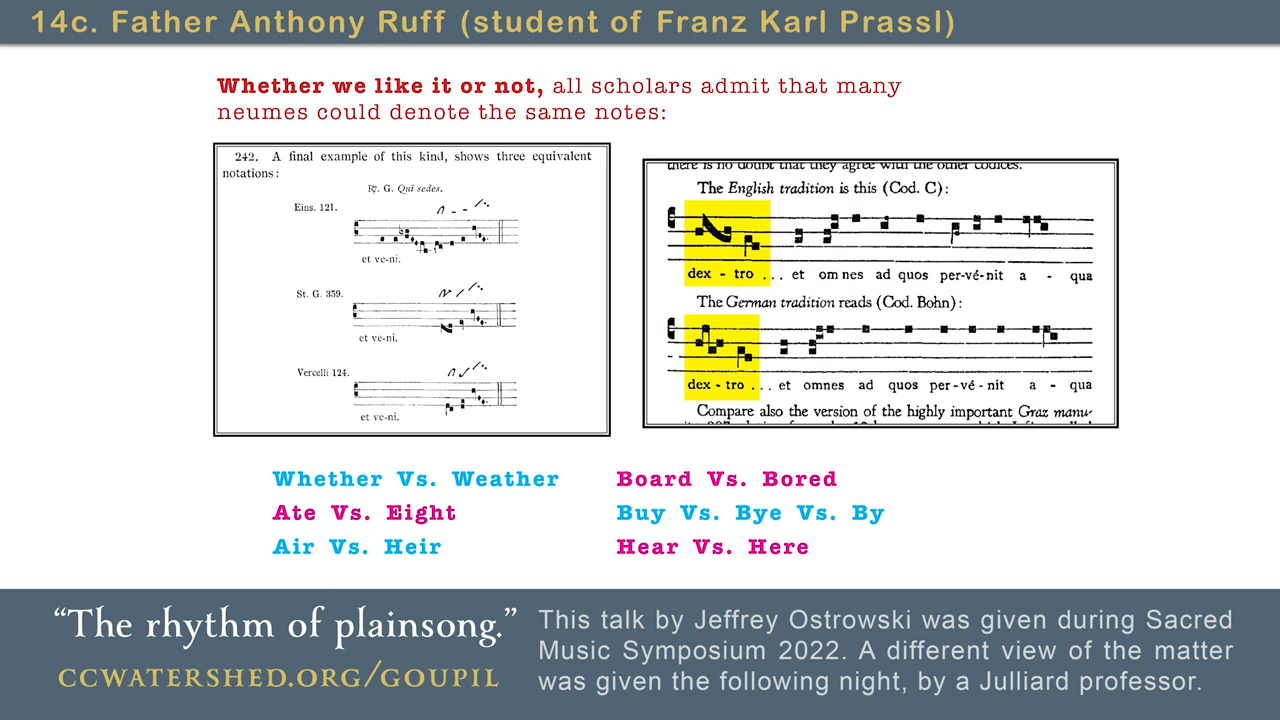 14c. Father Anthony Ruff (student of Franz Karl Prassl)
Whether we like it or not, all scholars admit that many
neumes could denote the same notes:
242. A final example of this kind, shows three equivalent
notations:
R͞. G. Qui sedes.
Eins. 121.
et ve-ni.
St. G. 359.
et ve-ni.
Vercelli 124.
et ve-ni.
there is no doubt that they agree with the other codices.
The English tradition is this (Cod. C):
dex - tro ... et omnes ad quos per-vé-nit a - qua
The German tradition reads (Cod. Bohn):
dex - tro ... et omnes ad quos per-vé-nit a - qua
Compare also the version of the highly important Graz manu-
Whether Vs. Weather
Ate Vs. Eight
Air Vs. Heir
Board Vs. Bored
Buy Vs. Bye Vs. By
Hear Vs. Here
“The rhythm of plainsong.”
CCWATERSHED.ORG/GOUPIL
This talk by Jeffrey Ostrowski was given during Sacred
Music Symposium 2022. A different view of the matter
was given the following night, by a Julliard professor.